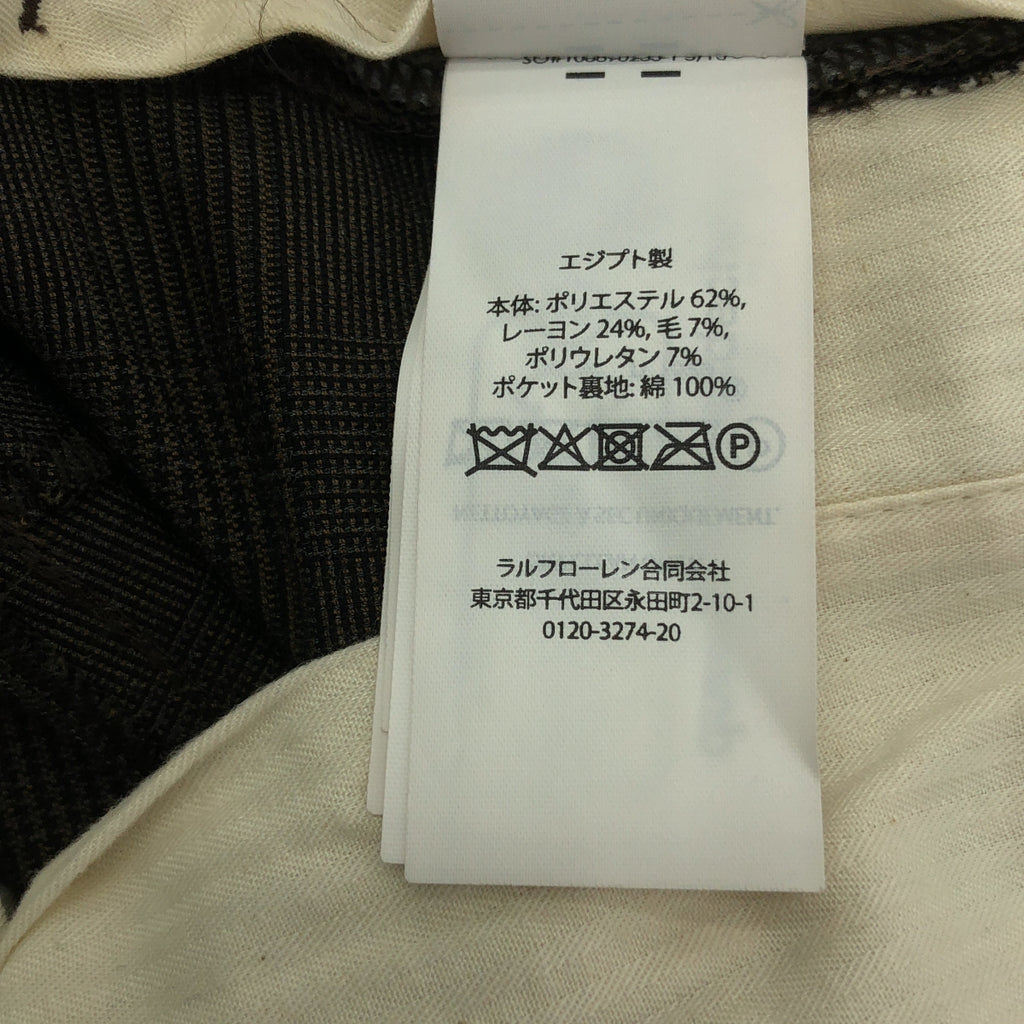 エジプト製
本体: ポリエステル 62%,
レーヨン 24%, 毛 7%,
ポリウレタン 7%
ポケット裏地: 綿 100%
P
NETTOYAGE À SEC UNIQUEMENT.
ラルフローレン合同会社
東京都千代田区永田町2-10-1
0120-3274-20